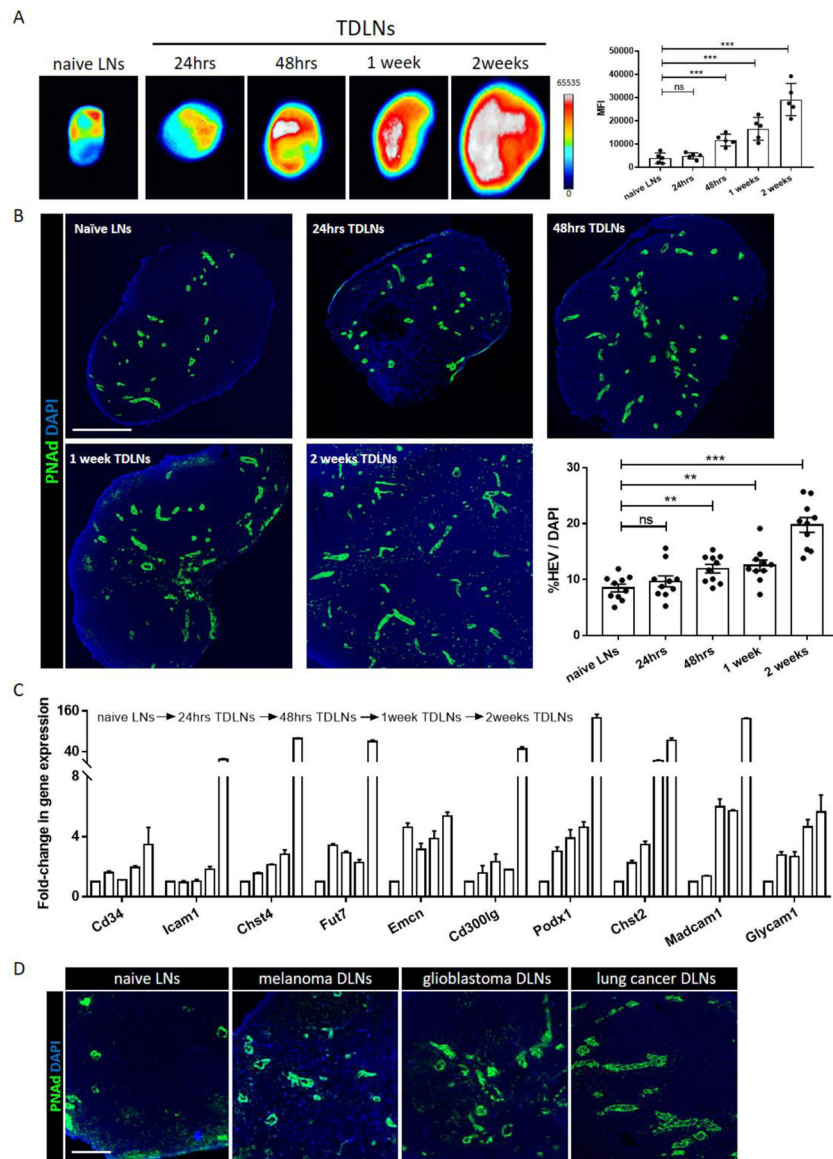 A
TDLNs
naive LNs 24hrs 48hrs 1 week 2weeks
65535
0
MFI
50000
40000
30000
20000
10000
0
***
***
***
ns
naive LNs 24hrs 48hrs 1 week 2 weeks
B
PNAd DAPI
Naïve LNs
24hrs TDLNs
48hrs TDLNs
1 week TDLNs
2 weeks TDLNs
%HEV / DAPI
30
20
10
0
***
**
**
ns
naive LNs 24hrs 48hrs 1 week 2 weeks
C
Fold-change in gene expression
naive LNs→24hrs TDLNs→48hrs TDLNs→1week TDLNs→2weeks TDLNs
160
40
8
4
0
Cd34 Icam1 Chst4 Fut7 Emcn Cd300lg Podx1 Chst2 Madcam1 Glycam1
D
naive LNs melanoma DLNs glioblastoma DLNs lung cancer DLNs
PNAd DAPI